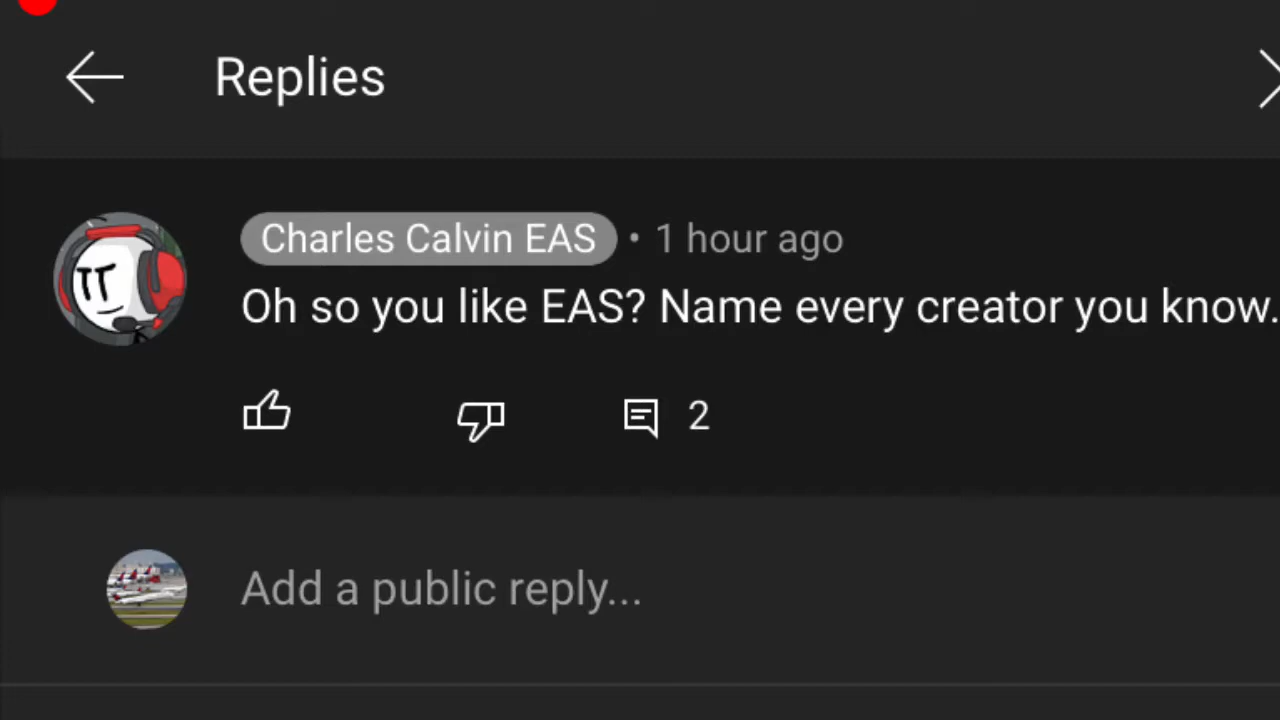 Replies
Charles Calvin EAS • 1 hour ago
Oh so you like EAS? Name every creator you know.
2
Add a public reply...